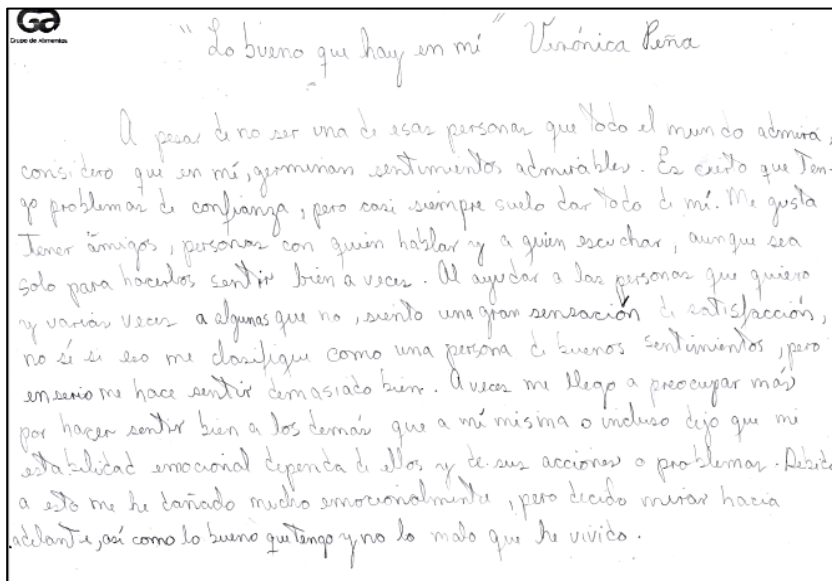 Ga
Grupo de Alimentos
"Lo bueno que hay en mí" Verónica Peña
A pesar de no ser una de esas personas que todo el mundo admira,
considero que en mí, germinan sentimientos admirables. Es cierto que ten-
go problemas de confianza, pero casi siempre suelo dar todo de mí. Me gusta
tener amigos, personas con quien hablar y a quien escuchar, aunque sea
solo para hacerlos sentir bien a veces. Al ayudar a las personas que quiero
y varias veces a algunas que no, siento una gran sensación de satisfacción,
no sé si eso me clasifique como una persona de buenos sentimientos, pero
en serio me hace sentir demasiado bien. A veces me llego a preocupar más
por hacer sentir bien a los demás que a mí misma o incluso dejo que mi
estabilidad emocional dependa de ellos y de sus acciones o problemas. Debido
a esto me he dañado mucho emocionalmente, pero decido mirar hacia
adelante, así como lo bueno que tengo y no lo malo que he vivido.